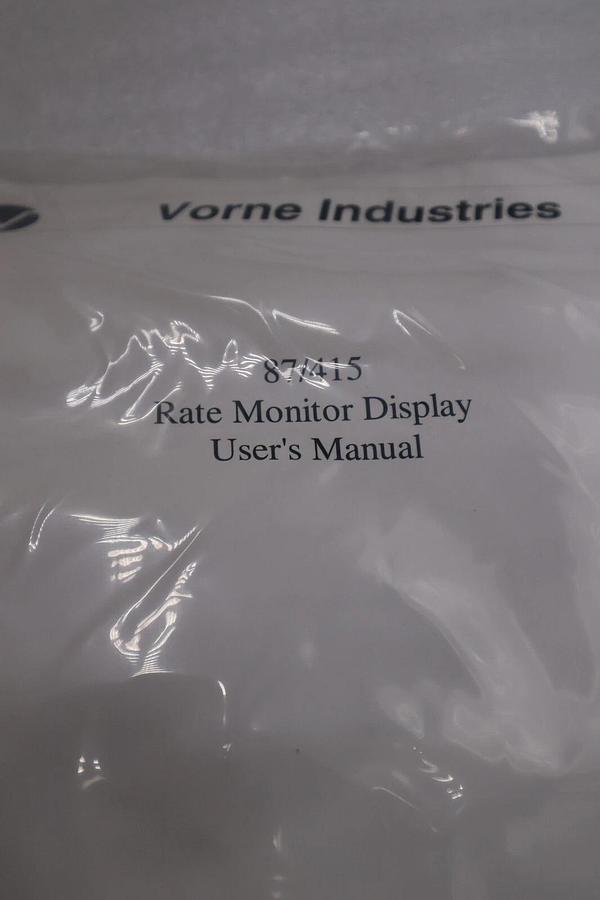 Vorne Industries
87/415
Rate Monitor Display
User's Manual